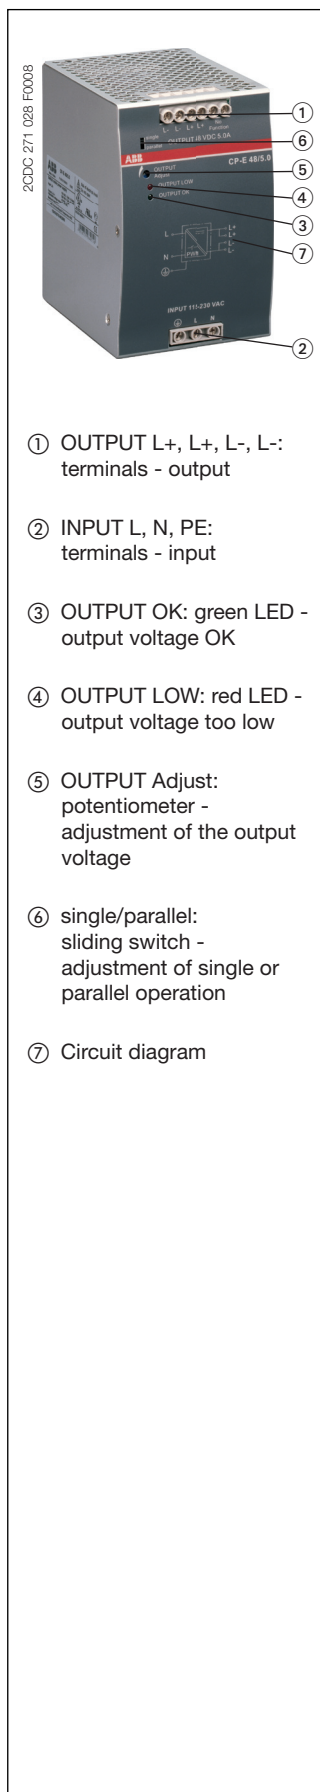 2CDC 271 028 F0008
L- L- L+ L+ No
Function
OUTPUT 48 VDC 5.0A
single
parallel
ABB
CP-E 48/5.0
OUTPUT
Adjust
OUTPUT LOW
OUTPUT OK
L
N
PWR
L+
L+
L-
L-
INPUT 115-230 VAC
L N
1
6
5
4
3
7
2
① OUTPUT L+, L+, L-, L-:
terminals - output
② INPUT L, N, PE:
terminals - input
③ OUTPUT OK: green LED -
output voltage OK
④ OUTPUT LOW: red LED -
output voltage too low
⑤ OUTPUT Adjust:
potentiometer -
adjustment of the output
voltage
⑥ single/parallel:
sliding switch -
adjustment of single or
parallel operation
⑦ Circuit diagram